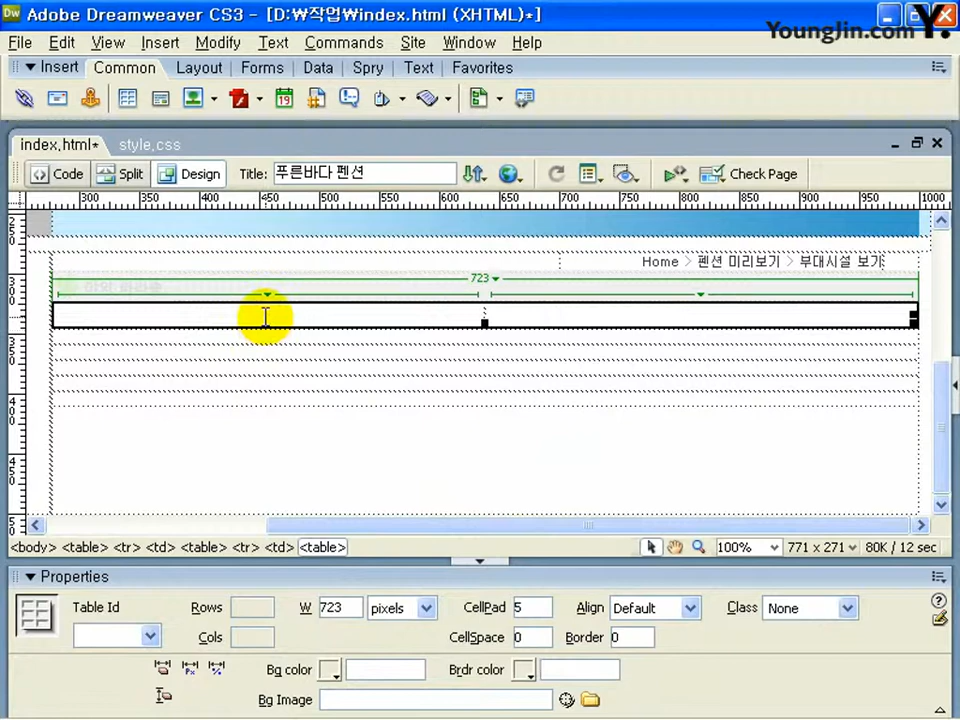 Adobe Dreamweaver CS3 - [D:₩작업₩index.html (XHTML)*]
YoungJin.com Y.
File Edit View Insert Modify Text Commands Site Window Help
Insert Common Layout Forms Data Spry Text Favorites
index.html* style.css
Code Split Design Title: 푸른바다 펜션 Check Page
300 350 400 450 500 550 600 650 700 750 800 850 900 950 1000
Home > 펜션 미리보기 > 부대시설 보기
723
<body> <table> <tr> <td> <table> <tr> <td> <table> 100% 771 x 271 80K / 12 sec
Properties
Table Id Rows W 723 pixels CellPad 5 Align Default Class None
Cols CellSpace 0 Border 0
Bg color Brdr color
Bg Image